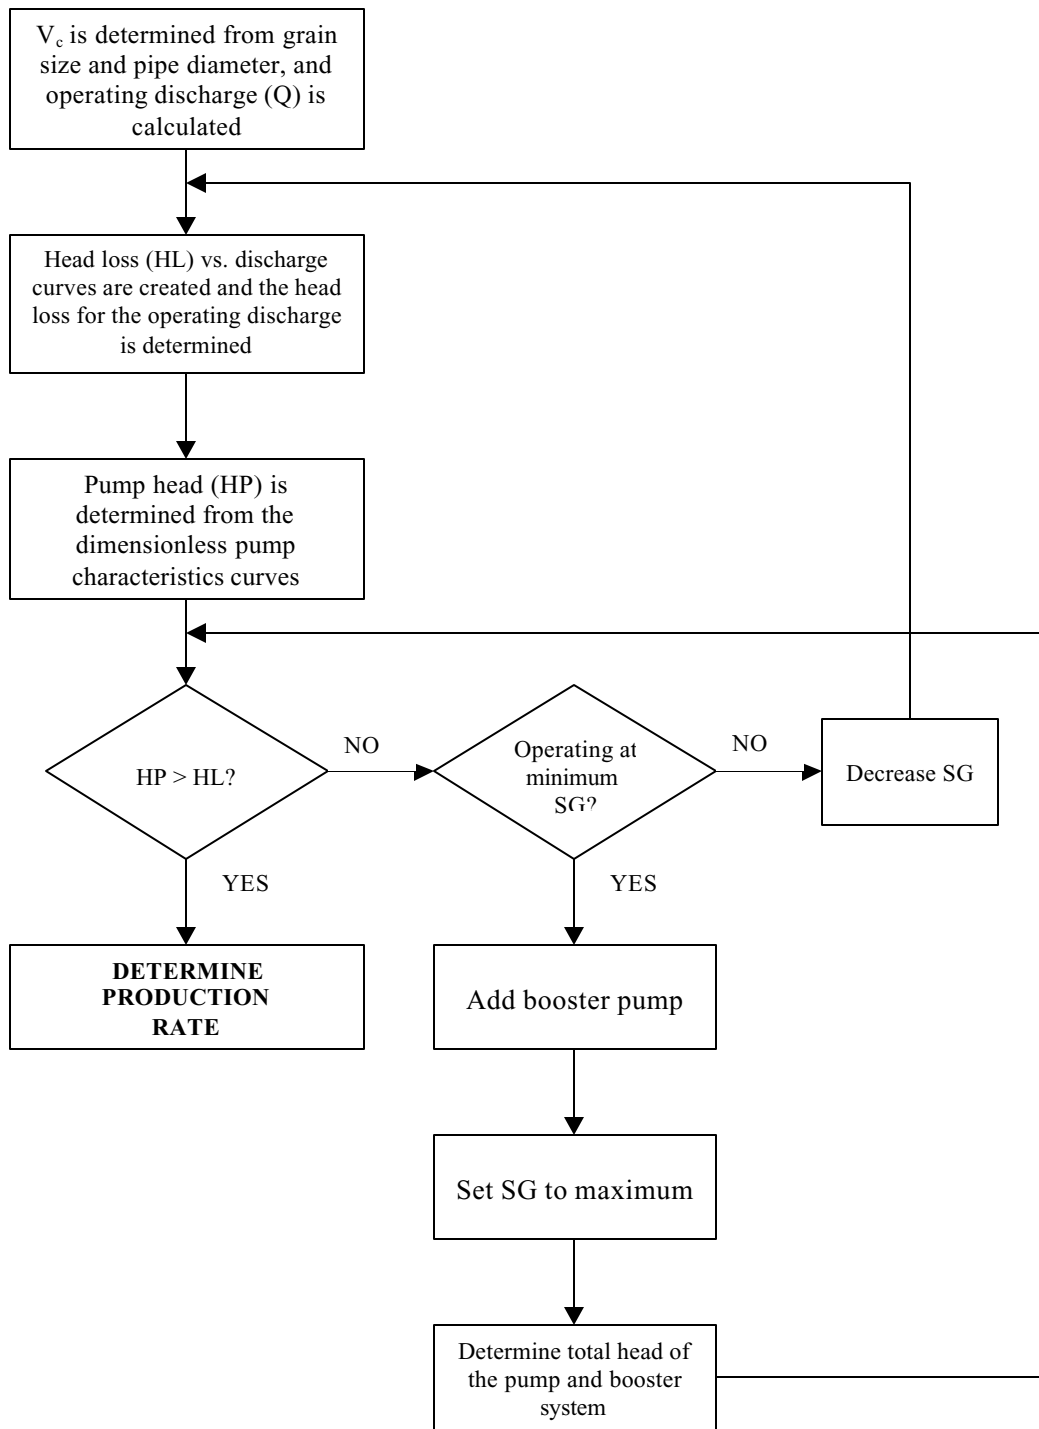 V_c is determined from grain
size and pipe diameter, and
operating discharge (Q) is
calculated
Head loss (HL) vs. discharge
curves are created and the head
loss for the operating discharge
is determined
Pump head (HP) is
determined from the
dimensionless pump
characteristics curves
HP > HL?
NO
Operating at
minimum
SG?
NO
Decrease SG
YES
YES
DETERMINE
PRODUCTION
RATE
Add booster pump
Set SG to maximum
Determine total head of
the pump and booster
system